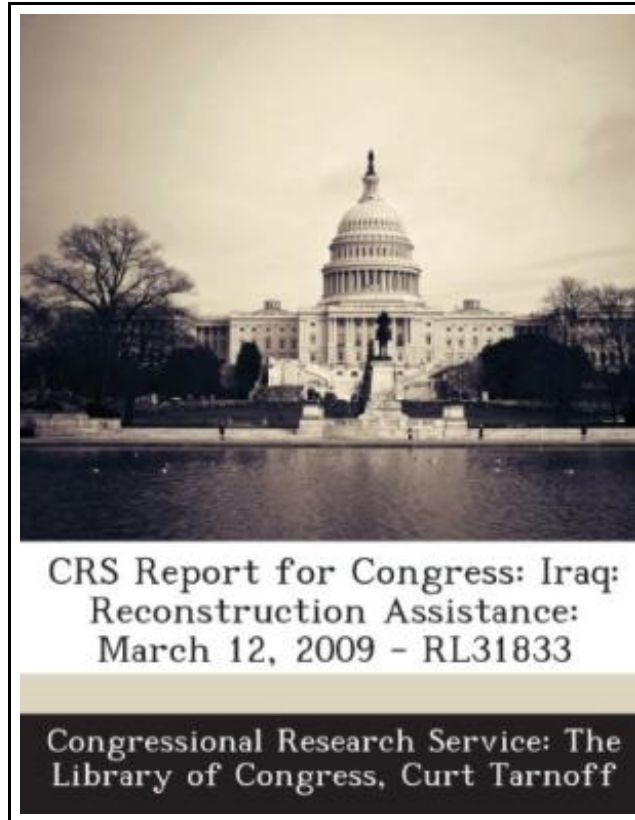 CRS Report for Congress: Iraq:
Reconstruction Assistance:
March 12, 2009 - RL31833
Congressional Research Service: The
Library of Congress, Curt Tarnoff